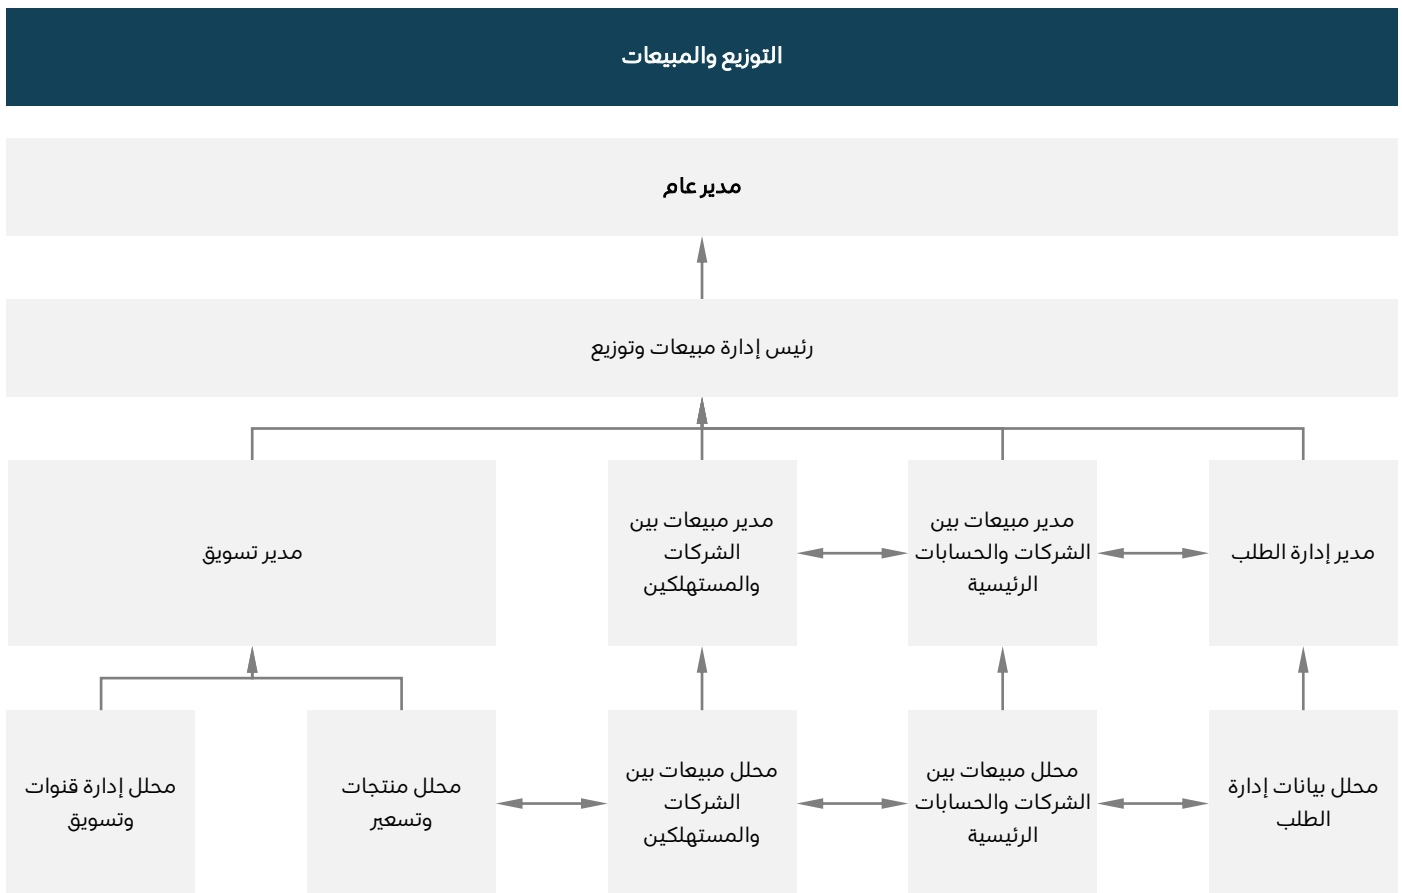 التوزيع والمبيعات
مدير عام
رئيس إدارة مبيعات وتوزيع
مدير إدارة الطلب
مدير مبيعات بين
الشركات والحسابات
الرئيسية
مدير مبيعات بين
الشركات
والمستهلكين
مدير تسويق
محلل بيانات إدارة
الطلب
محلل مبيعات بين
الشركات والحسابات
الرئيسية
محلل مبيعات بين
الشركات
والمستهلكين
محلل منتجات
وتسعير
محلل إدارة قنوات
وتسويق